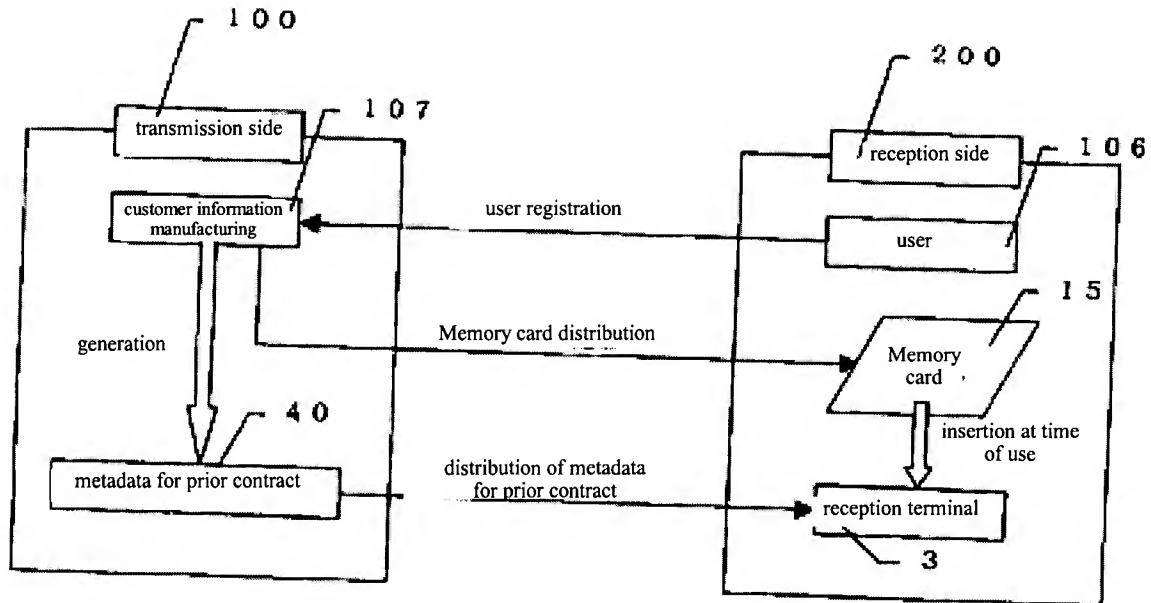 100
200
107
transmission side
106
reception side
customer information
manufacturing
user registration
user
15
generation
Memory card distribution
Memory
card
40
insertion at time
of use
metadata for prior contract
distribution of metadata
for prior contract
reception terminal
3